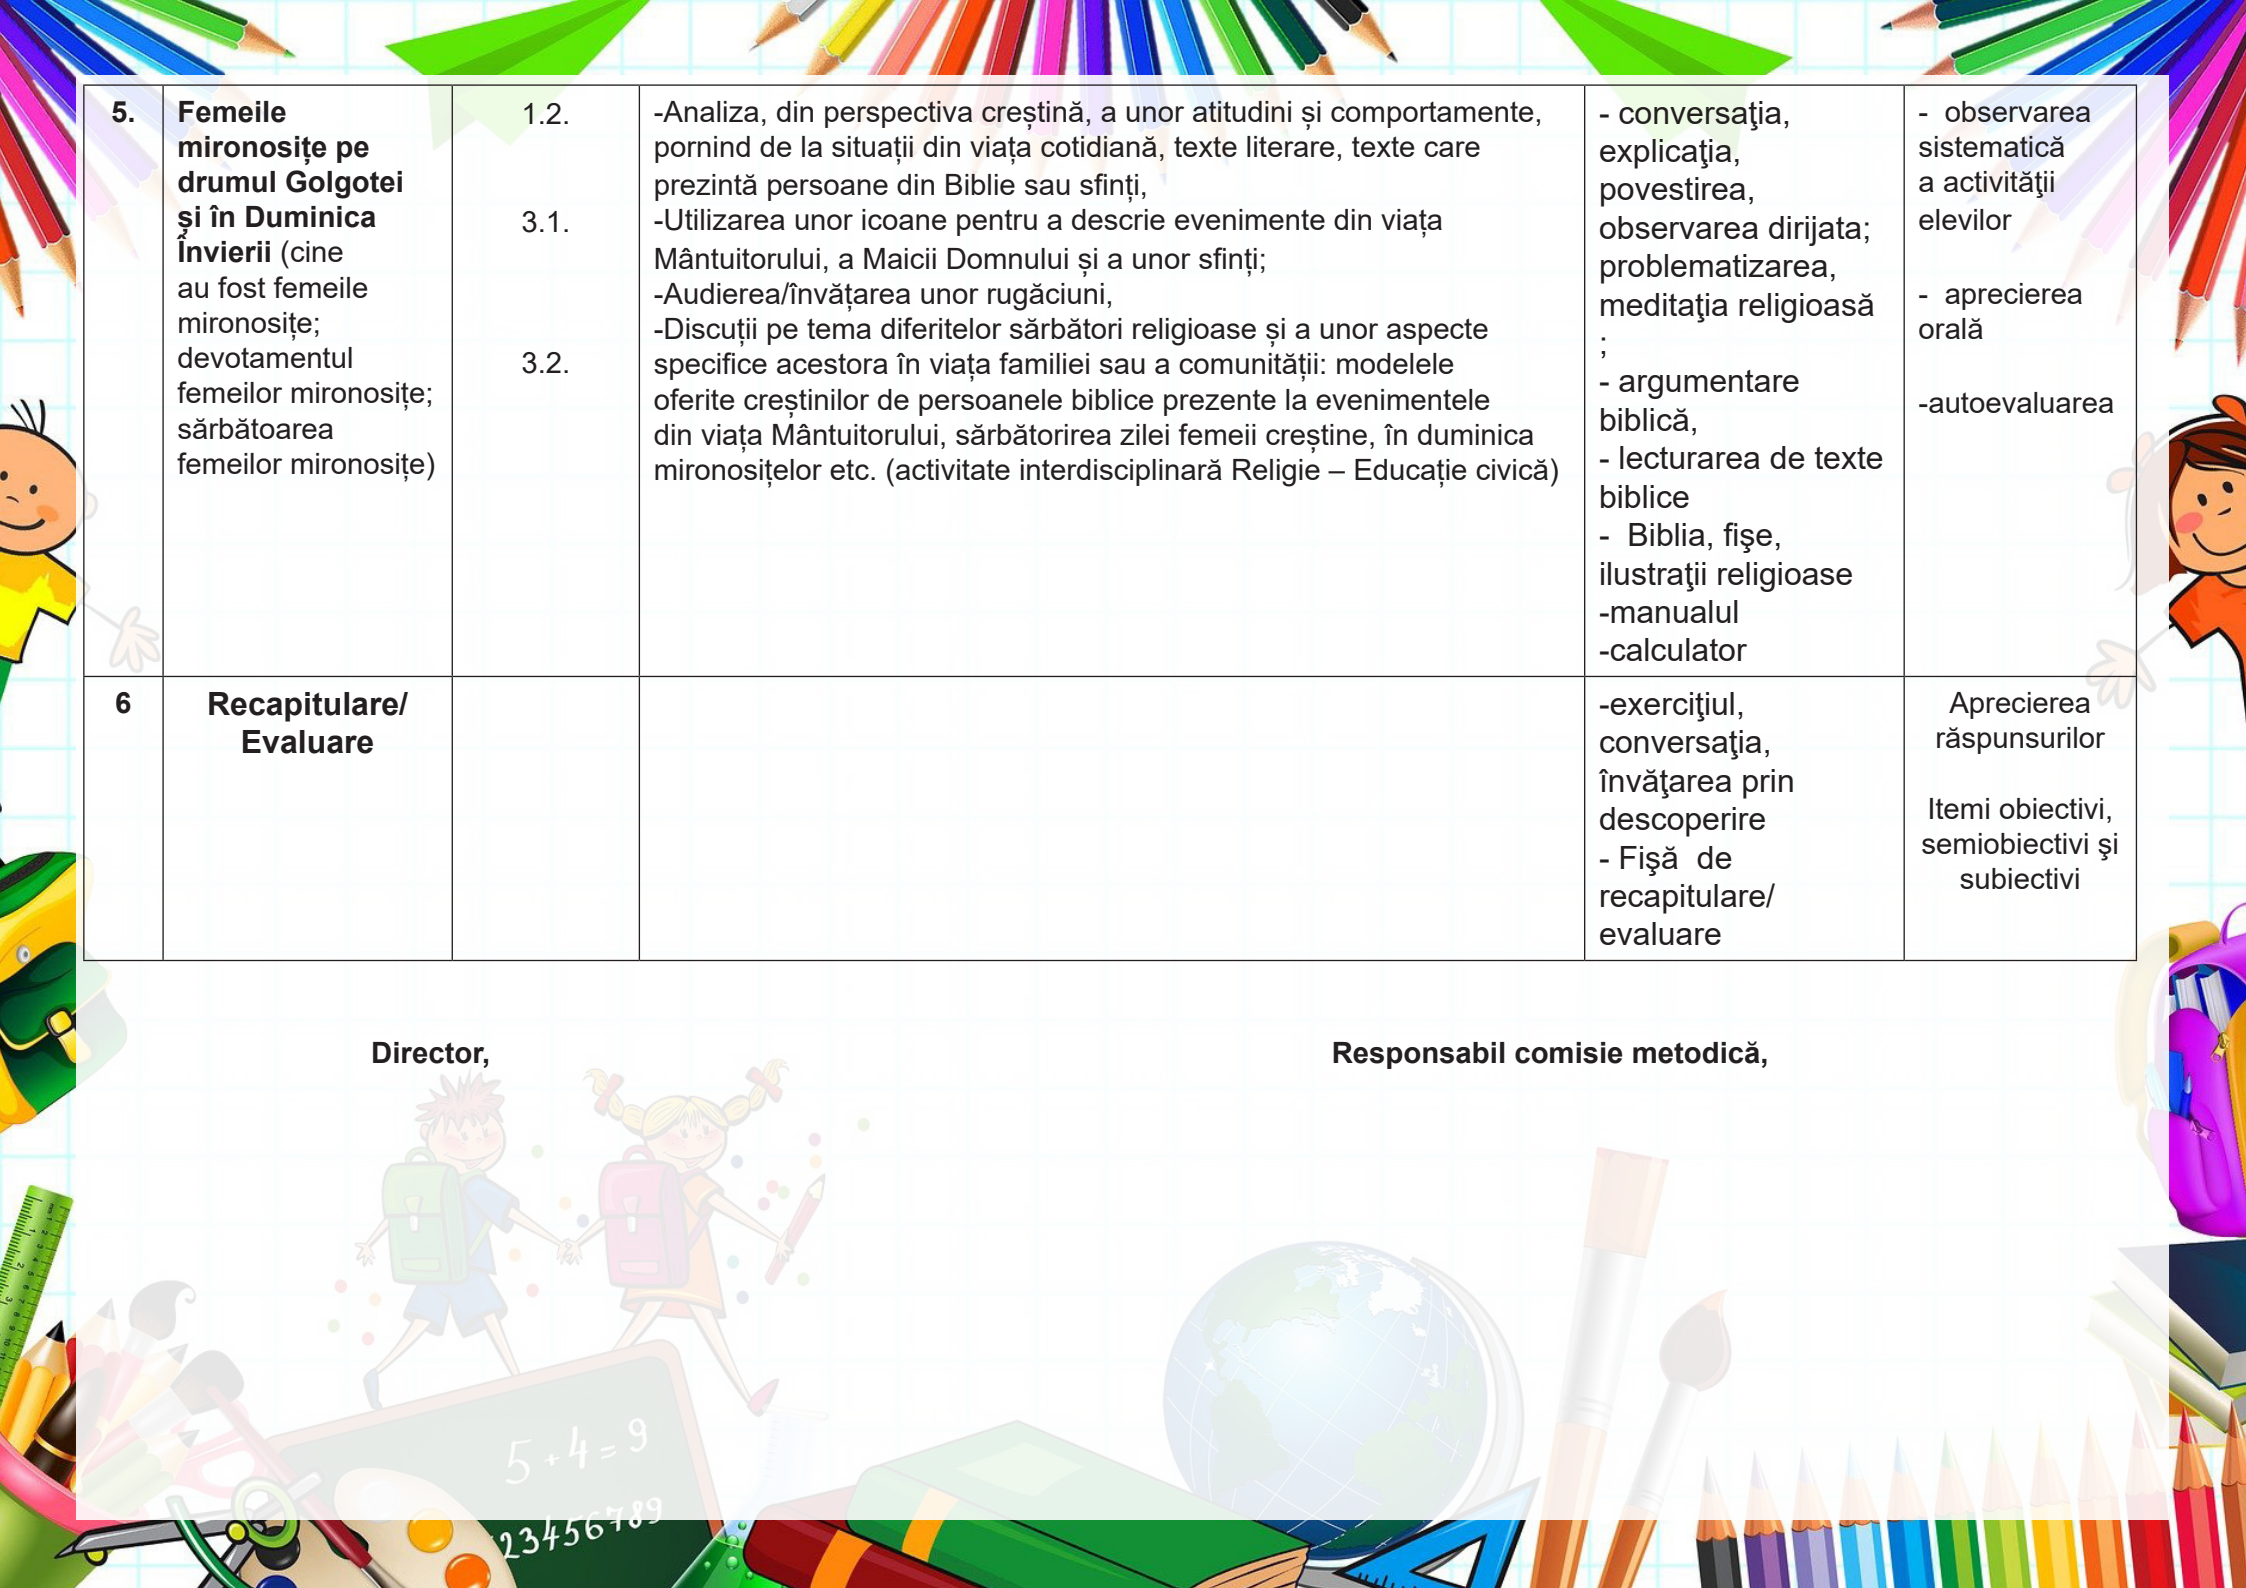 5.
Femeile
mironosițe pe
drumul Golgotei
și în Duminica
Învierii (cine
au fost femeile
mironosițe;
devotamentul
femeilor mironosițe;
sărbătoarea
femeilor mironosițe)
1.2.
3.1.
3.2.
-Analiza, din perspectiva creștină, a unor atitudini și comportamente,
pornind de la situații din viața cotidiană, texte literare, texte care
prezintă persoane din Biblie sau sfinți,
-Utilizarea unor icoane pentru a descrie evenimente din viața
Mântuitorului, a Maicii Domnului și a unor sfinți;
-Audierea/învățarea unor rugăciuni,
-Discuții pe tema diferitelor sărbători religioase și a unor aspecte
specifice acestora în viața familiei sau a comunității: modelele
oferite creștinilor de persoanele biblice prezente la evenimentele
din viața Mântuitorului, sărbătorirea zilei femeii creștine, în duminica
mironosițelor etc. (activitate interdisciplinară Religie – Educație civică)
- conversaţia,
explicaţia,
povestirea,
observarea dirijata;
problematizarea,
meditaţia religioasă
;
- argumentare
biblică,
- lecturarea de texte
biblice
- Biblia, fişe,
ilustraţii religioase
-manualul
-calculator
- observarea
sistematică
a activităţii
elevilor
- aprecierea
orală
-autoevaluarea
6
Recapitulare/
Evaluare
-exerciţiul,
conversaţia,
învăţarea prin
descoperire
- Fişă de
recapitulare/
evaluare
Aprecierea
răspunsurilor
Itemi obiectivi,
semiobiectivi şi
subiectivi
Director,
Responsabil comisie metodică,
5+4=9
23456789